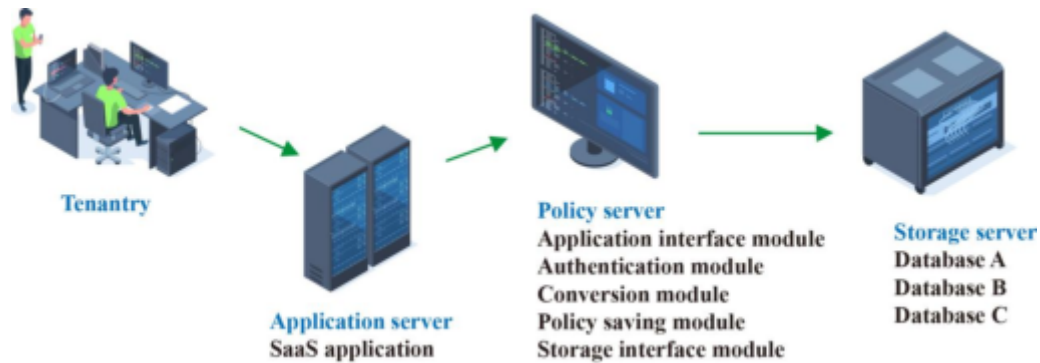 Tenantry
Application server
SaaS application
Policy server
Application interface module
Authentication module
Conversion module
Policy saving module
Storage interface module
Storage server
Database A
Database B
Database C